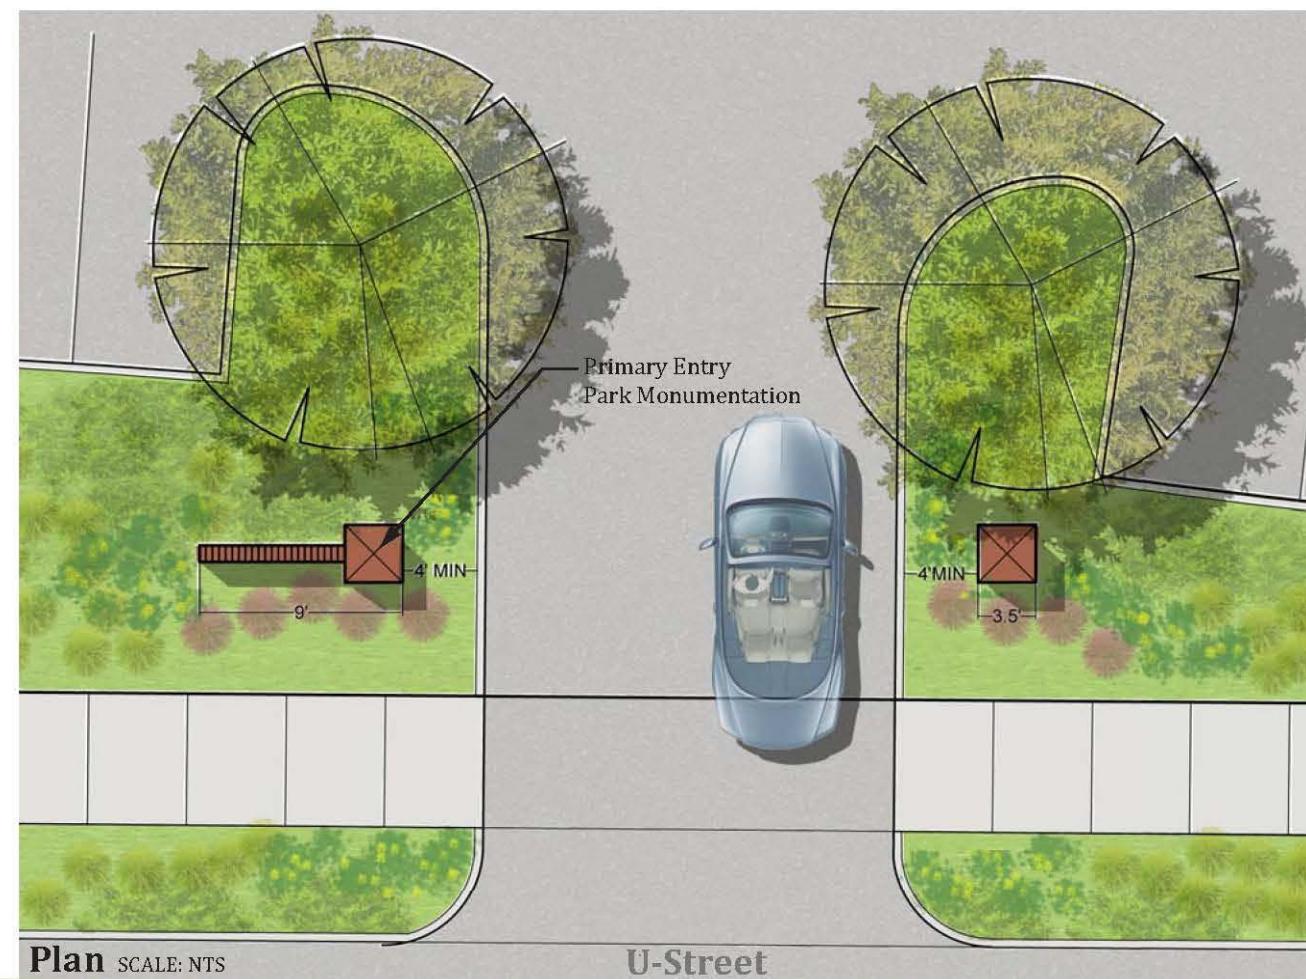 Primary Entry
Park Monumentation
4' MIN
9'
4'MIN
3.5'
Plan SCALE: NTS
U-Street